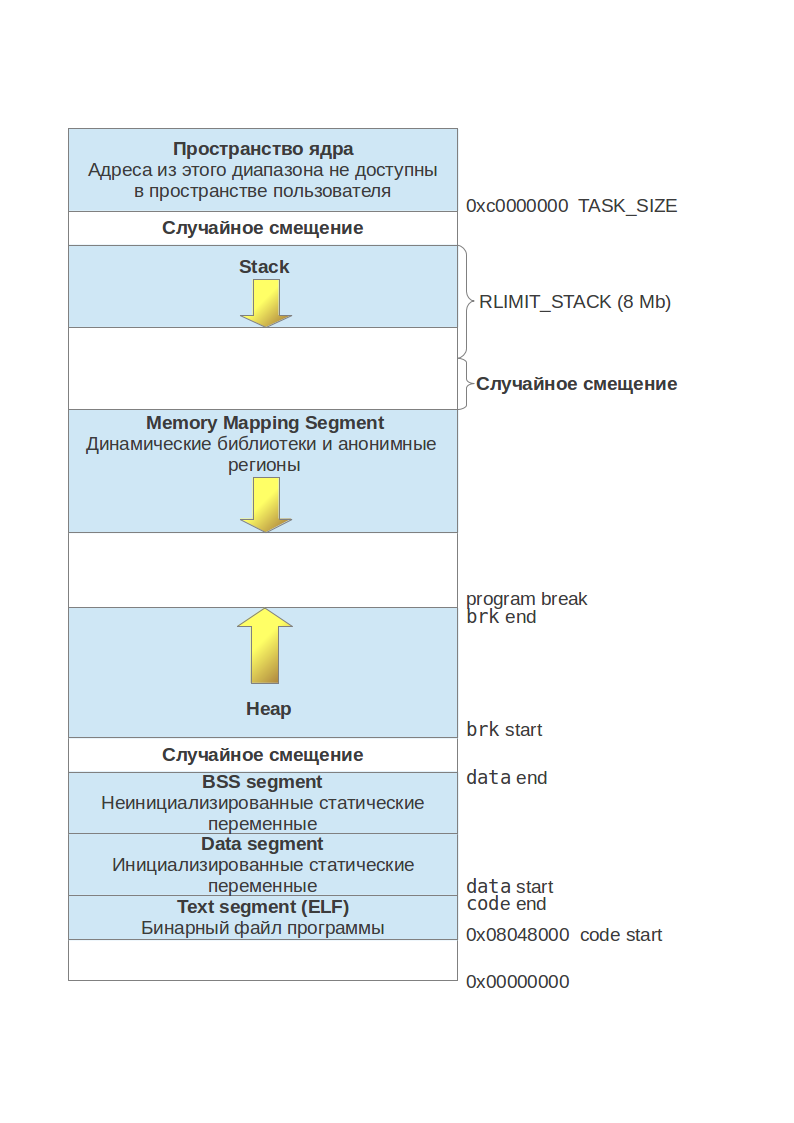 Пространство ядра
Адреса из этого диапазона не доступны
в пространстве пользователя
0xc0000000 TASK_SIZE
Случайное смещение
Stack
RLIMIT_STACK (8 Mb)
Случайное смещение
Memory Mapping Segment
Динамические библиотеки и анонимные
регионы
program break
brk end
Heap
brk start
Случайное смещение
data end
BSS segment
Неинициализированные статические
переменные
Data segment
Инициализированные статические
переменные
data start
code end
Text segment (ELF)
Бинарный файл программы
0x08048000 code start
0x00000000